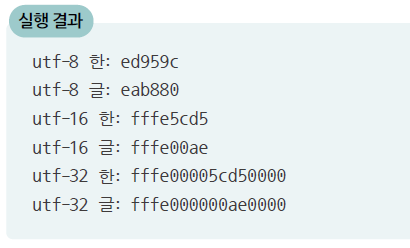 실행 결과
utf-8 한: ed959c
utf-8 글: eab880
utf-16 한: fffe5cd5
utf-16 글: fffe00ae
utf-32 한: fffe00005cd50000
utf-32 글: fffe000000ae0000